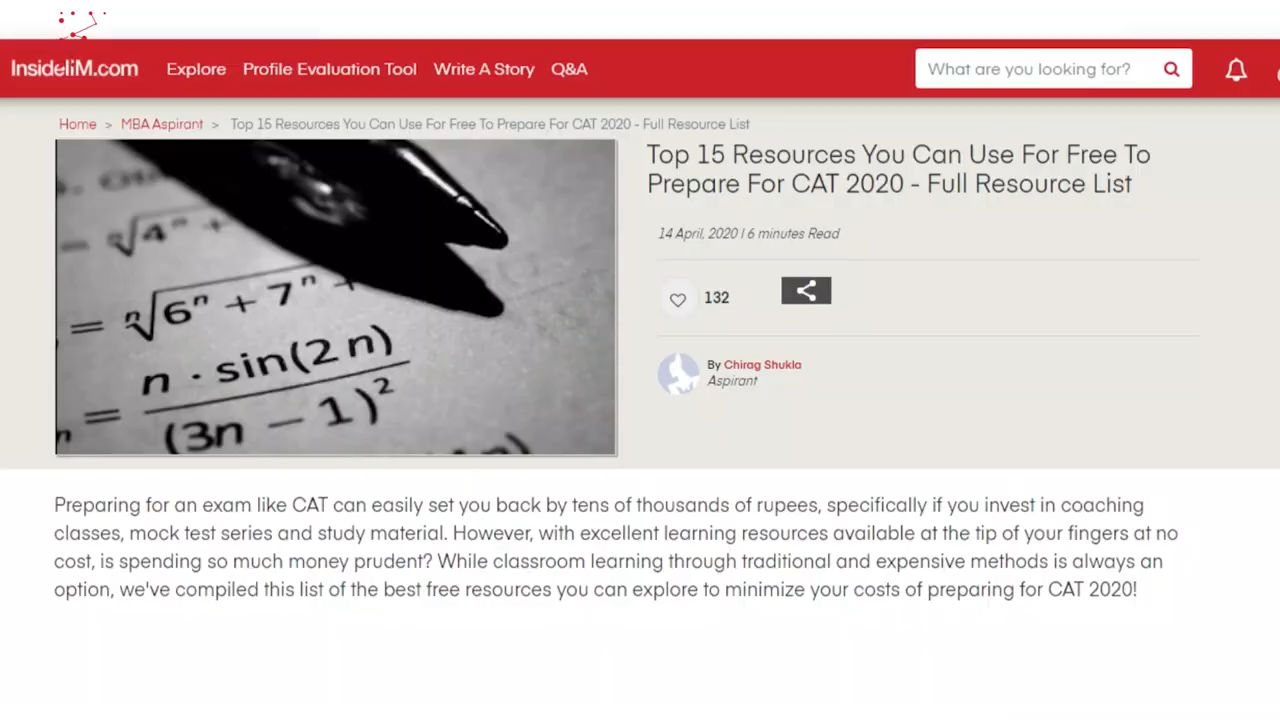 InsideIIM.com Explore Profile Evaluation Tool Write A Story Q&A What are you looking for?
Home > MBA Aspirant > Top 15 Resources You Can Use For Free To Prepare For CAT 2020 - Full Resource List
Top 15 Resources You Can Use For Free To
Prepare For CAT 2020 - Full Resource List
14 April, 2020 I 6 minutes Read
132
By Chirag Shukla
Aspirant
= ⁿ√4ⁿ +
= ⁿ√6ⁿ + 7ⁿ +
n · sin(2n)
=
(3n − 1)²
Preparing for an exam like CAT can easily set you back by tens of thousands of rupees, specifically if you invest in coaching
classes, mock test series and study material. However, with excellent learning resources available at the tip of your fingers at no
cost, is spending so much money prudent? While classroom learning through traditional and expensive methods is always an
option, we've compiled this list of the best free resources you can explore to minimize your costs of preparing for CAT 2020!